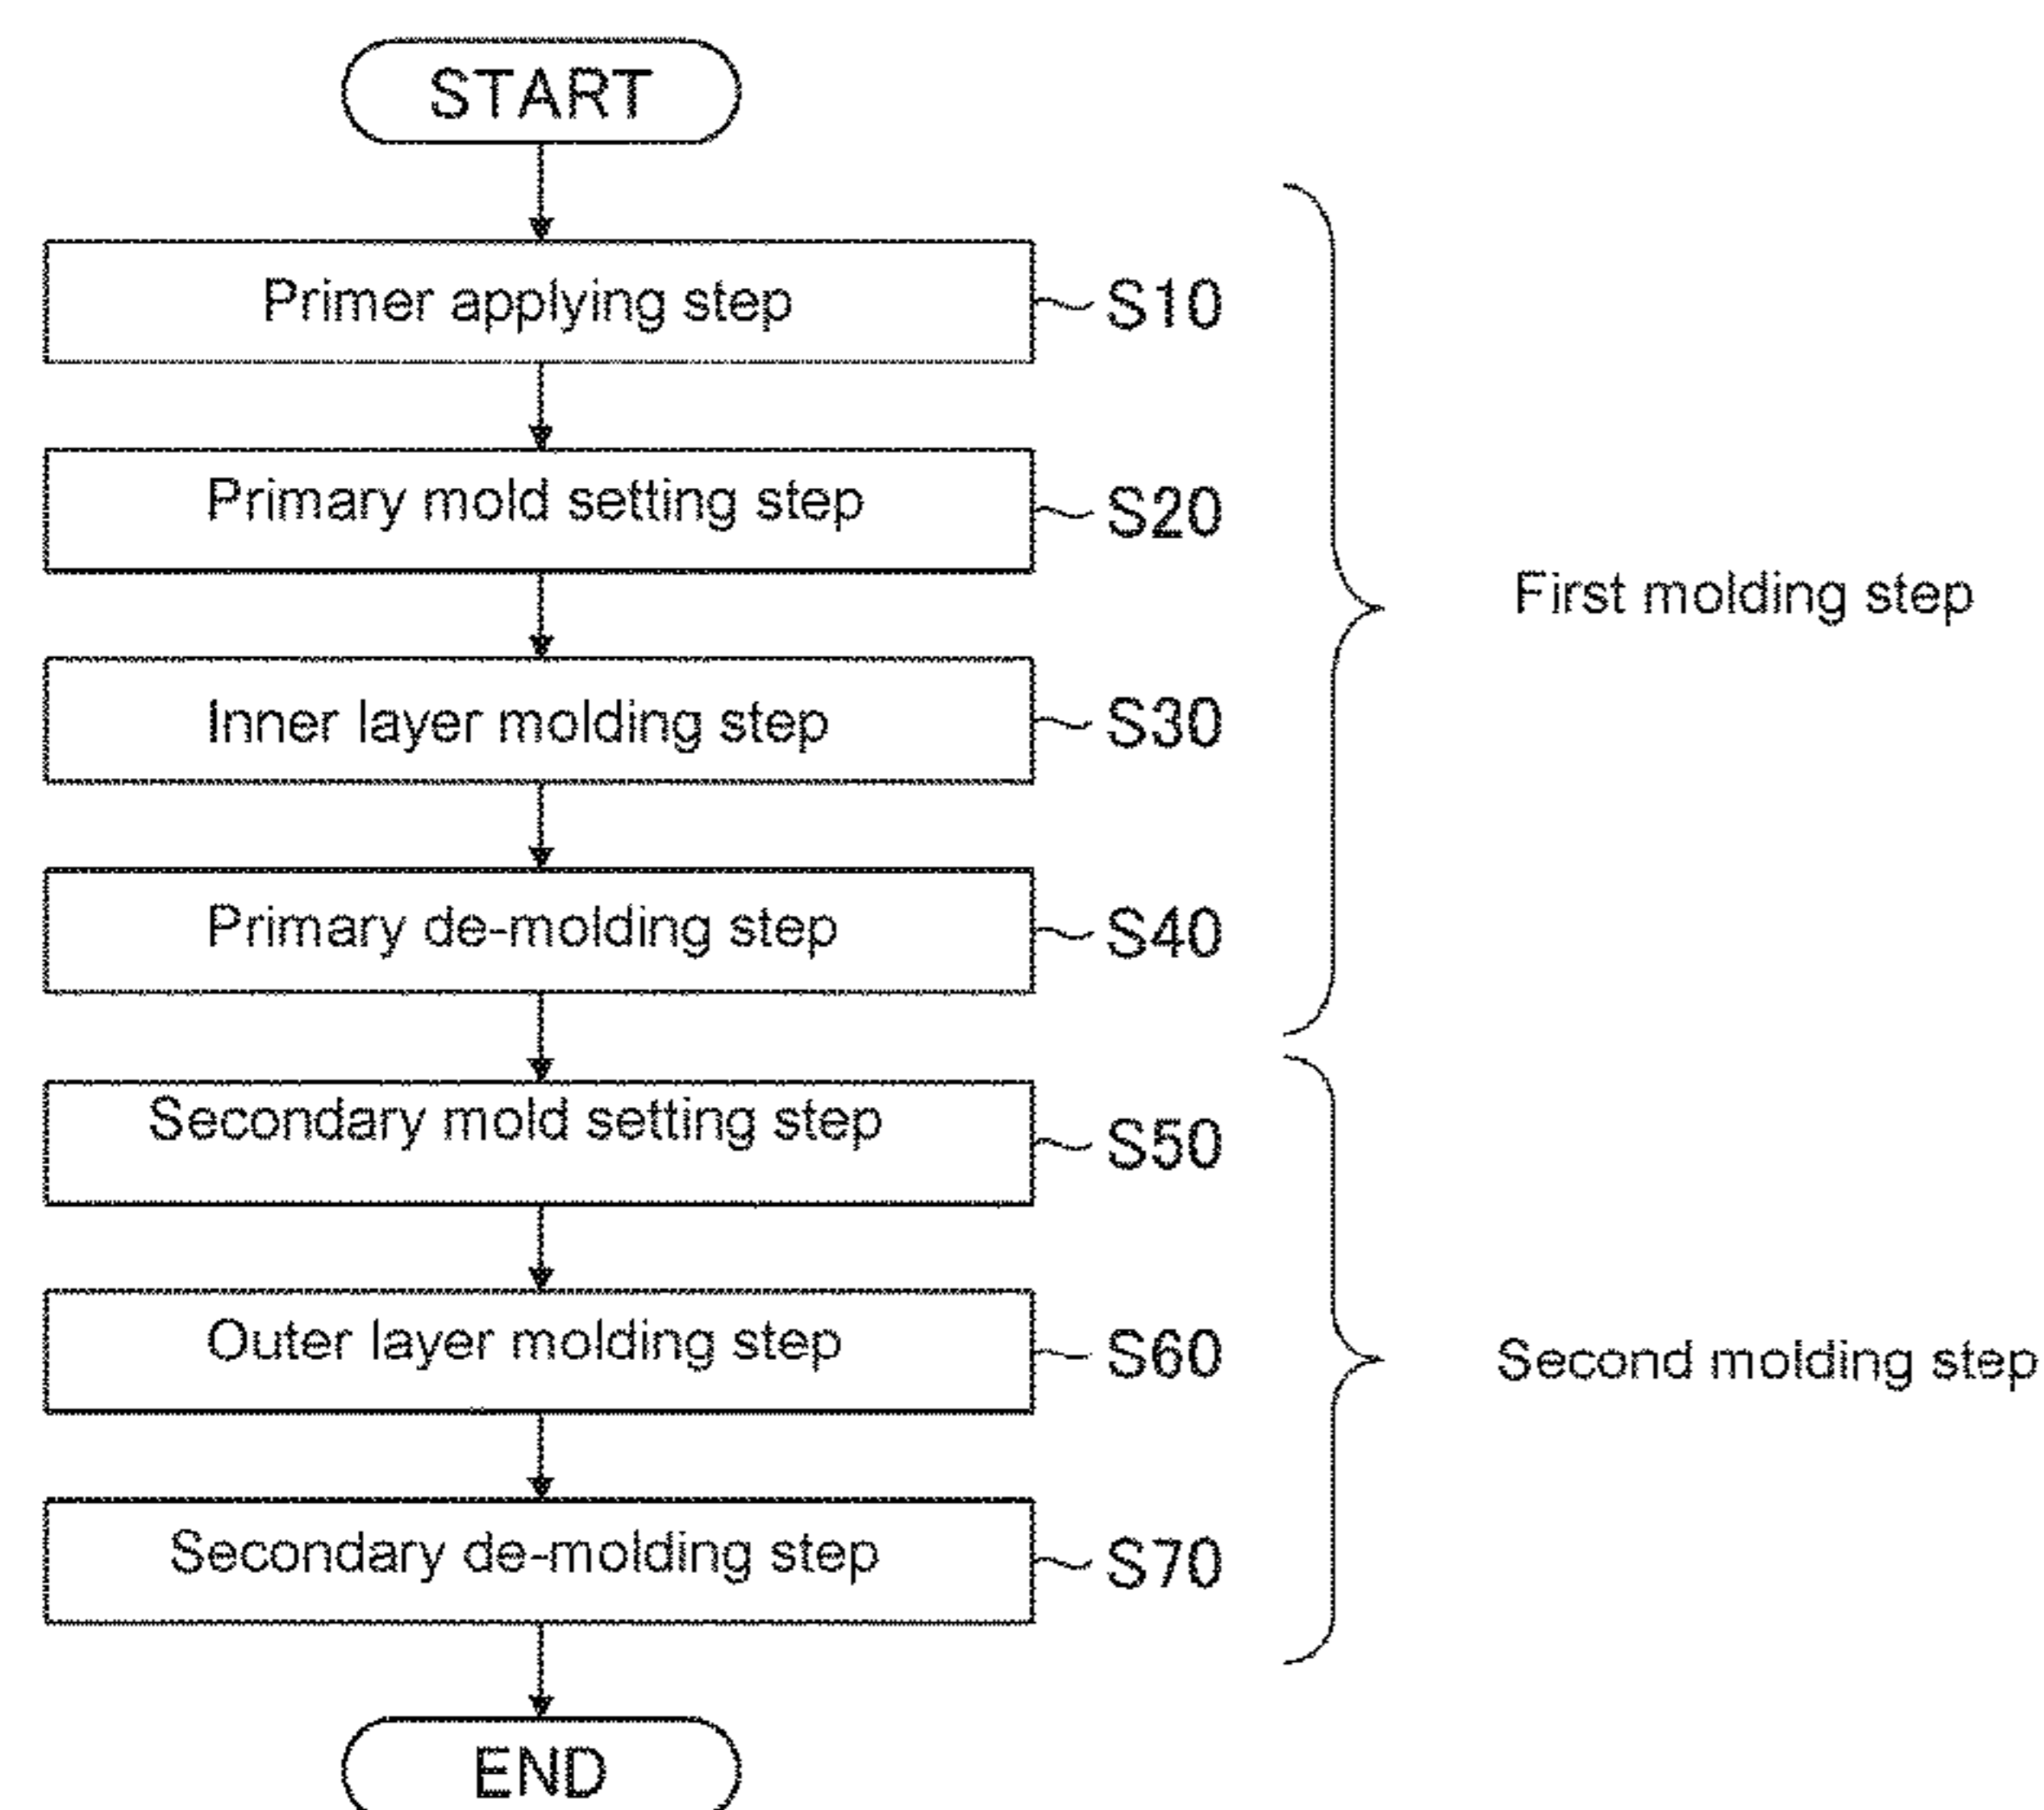 START
Primer applying step
S10
Primary mold setting step
S20
First molding step
Inner layer molding step
S30
Primary de-molding step
S40
Secondary mold setting step
S50
Outer layer molding step
S60
Second molding step
Secondary de-molding step
S70
END